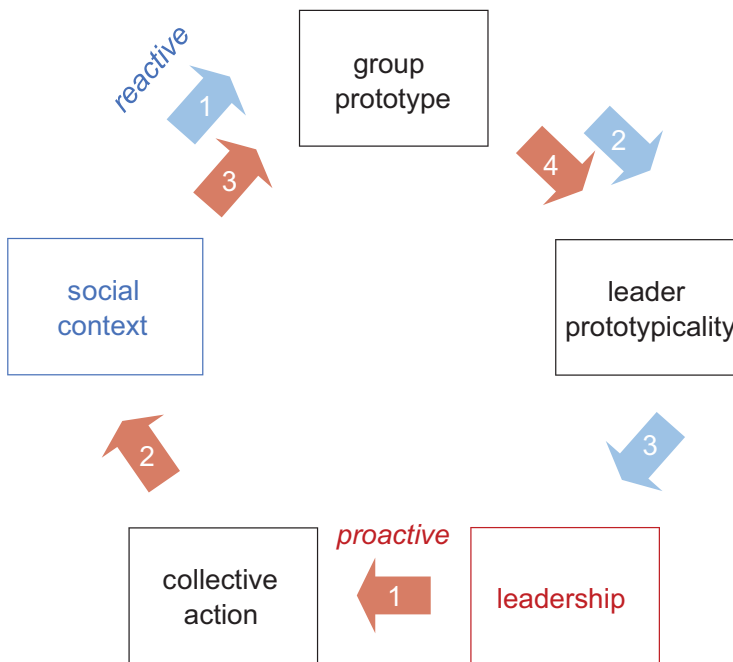 reactive
1
group
prototype
3
4
2
social
context
leader
prototypicality
2
3
proactive
collective
action
1
leadership